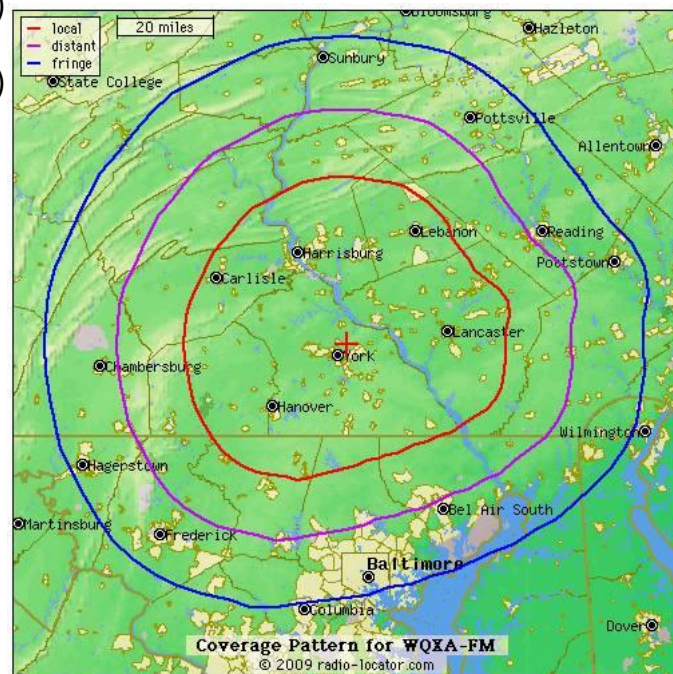 )
)
local
distant
fringe
20 miles
Bloomsburg
Hazleton
Sunbury
State College
Pottsville
Allentown
Lebanon
Reading
Harrisburg
Pottstown
Carlisle
Lancaster
York
Chambersburg
Hanover
Wilmington
Hagerstown
Bel Air South
Martinsburg
Frederick
Baltimore
Columbia
Dover
Coverage Pattern for WQXA-FM
© 2009 radio-locator.com